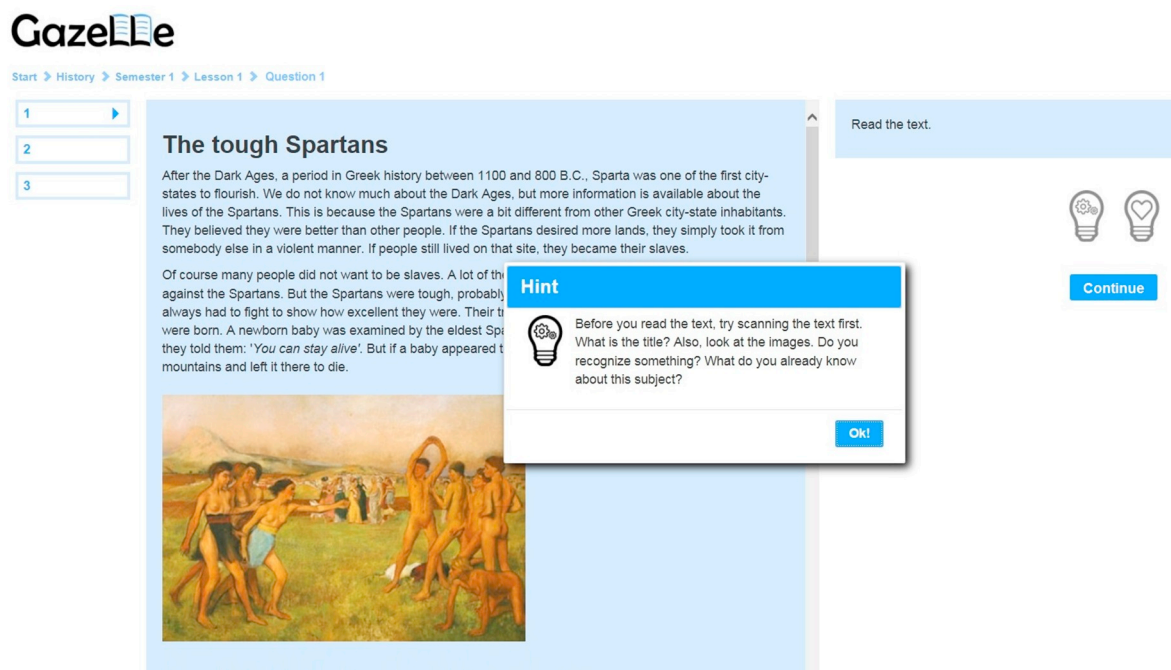 Gazelle
Start > History > Semester 1 > Lesson 1 > Question 1
1
2
3
The tough Spartans
After the Dark Ages, a period in Greek history between 1100 and 800 B.C., Sparta was one of the first city-
states to flourish. We do not know much about the Dark Ages, but more information is available about the
lives of the Spartans. This is because the Spartans were a bit different from other Greek city-state inhabitants.
They believed they were better than other people. If the Spartans desired more lands, they simply took it from
somebody else in a violent manner. If people still lived on that site, they became their slaves.
Of course many people did not want to be slaves. A lot of
against the Spartans. But the Spartans were tough, probably
always had to fight to show how excellent they were. Their
were born. A newborn baby was examined by the eldest
they told them: 'You can stay alive'. But if a baby appeared
mountains and left it there to die.
Hint
Before you read the text, try scanning the text first.
What is the title? Also, look at the images. Do you
recognize something? What do you already know
about this subject?
Ok!
Read the text.
Continue